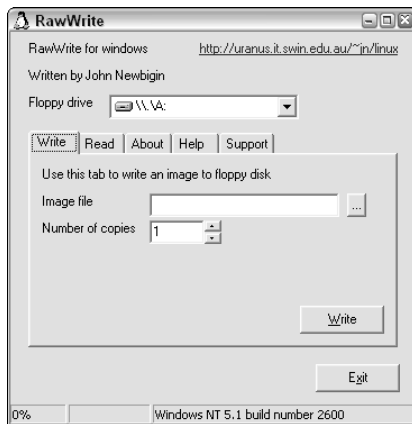 RawWrite
RawWrite for windows http://uranus.it.swin.edu.au/~jn/linux
Written by John Newbigin
Floppy drive \\.\A:
Write Read About Help Support
Use this tab to write an image to floppy disk
Image file ...
Number of copies 1
Write
Exit
0% Windows NT 5.1 build number 2600